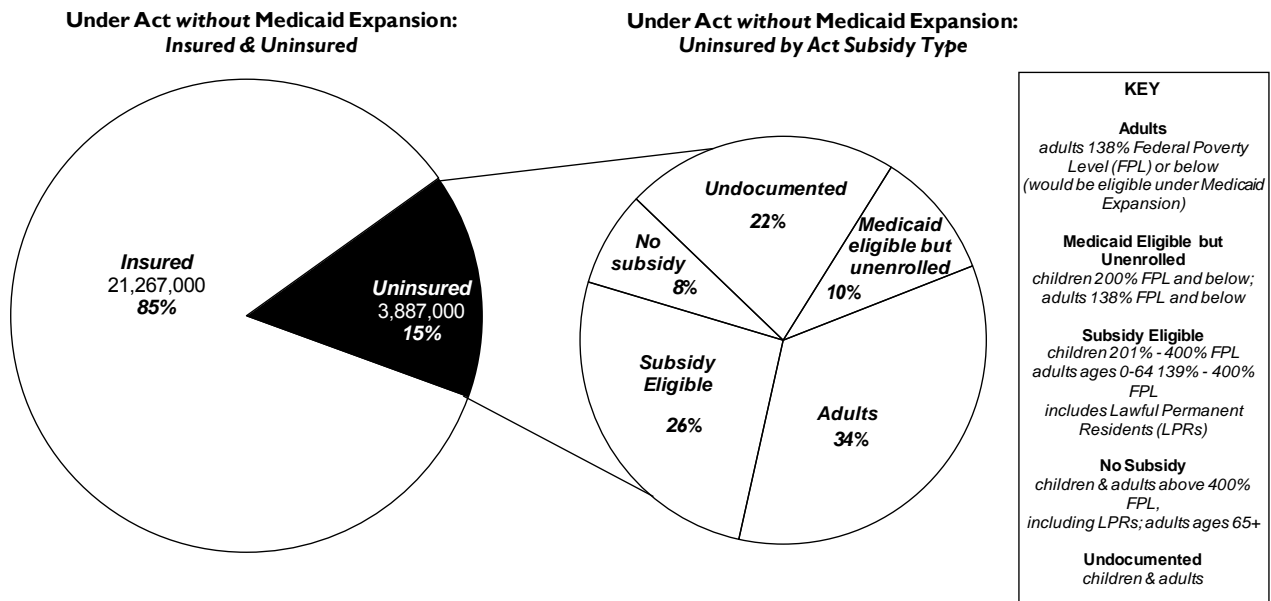 Under Act without Medicaid Expansion:
Insured & Uninsured
Under Act without Medicaid Expansion:
Uninsured by Act Subsidy Type
Insured
21,267,000
85%
Uninsured
3,887,000
15%
Undocumented
22%
Medicaid
eligible but
unenrolled
10%
No
subsidy
8%
Subsidy
Eligible
26%
Adults
34%
KEY
Adults
adults 138% Federal Poverty
Level (FPL) or below
(would be eligible under Medicaid
Expansion)
Medicaid Eligible but
Unenrolled
children 200% FPL and below;
adults 138% FPL and below
Subsidy Eligible
children 201% - 400% FPL
adults ages 0-64 139% - 400%
FPL
includes Lawful Permanent
Residents (LPRs)
No Subsidy
children & adults above 400%
FPL,
including LPRs; adults ages 65+
Undocumented
children & adults